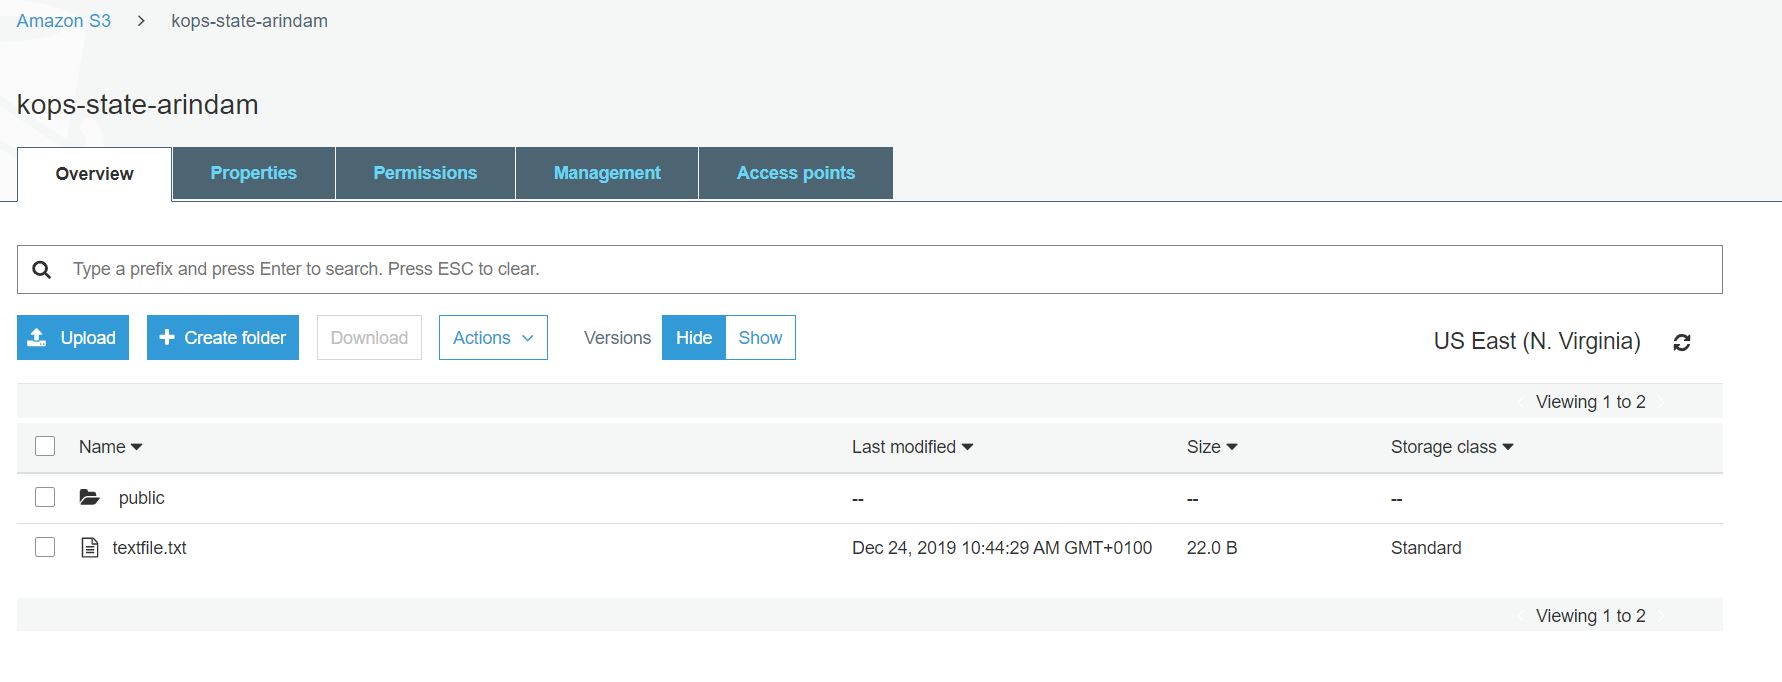 Amazon S3 > kops-state-arindam
kops-state-arindam
Overview Properties Permissions Management Access points
Type a prefix and press Enter to search. Press ESC to clear.
Upload Create folder Download Actions Versions Hide Show US East (N. Virginia)
Viewing 1 to 2
Name Last modified Size Storage class
public -- -- --
textfile.txt Dec 24, 2019 10:44:29 AM GMT+0100 22.0 B Standard
Viewing 1 to 2